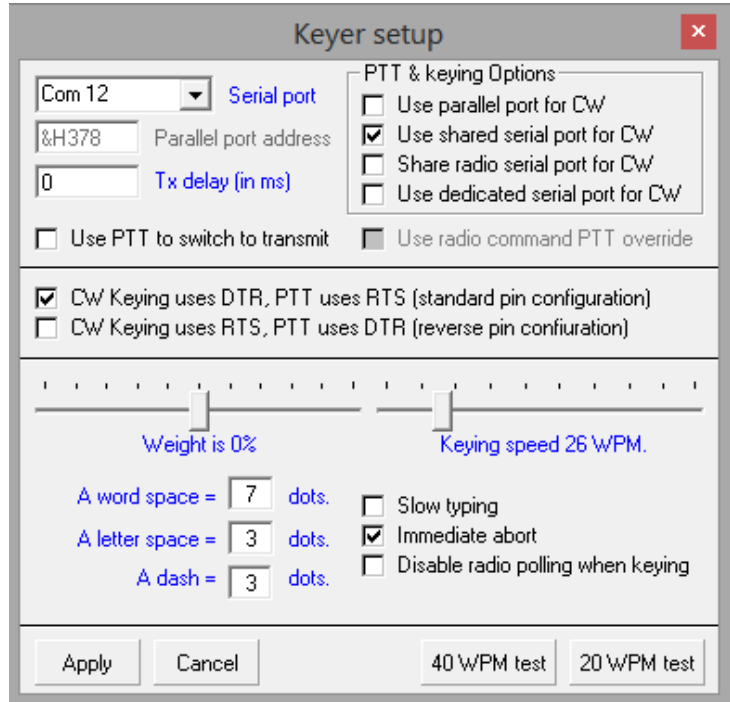 Keyer setup
x
Com 12
Serial port
&H378
Parallel port address
0
Tx delay (in ms)
PTT & keying Options
Use parallel port for CW
Use shared serial port for CW
Share radio serial port for CW
Use dedicated serial port for CW
Use PTT to switch to transmit
Use radio command PTT override
CW Keying uses DTR, PTT uses RTS (standard pin configuration)
CW Keying uses RTS, PTT uses DTR (reverse pin confiuration)
Weight is 0%
Keying speed 26 WPM.
A word space = 7 dots.
A letter space = 3 dots.
A dash = 3 dots.
Slow typing
Immediate abort
Disable radio polling when keying
Apply
Cancel
40 WPM test
20 WPM test